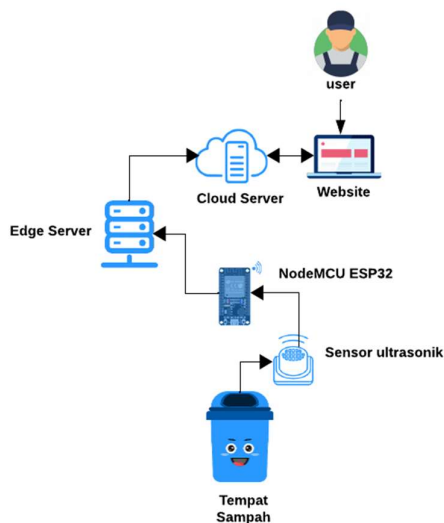 user
Cloud Server
Website
Edge Server
NodeMCU ESP32
Sensor ultrasonik
Tempat
Sampah